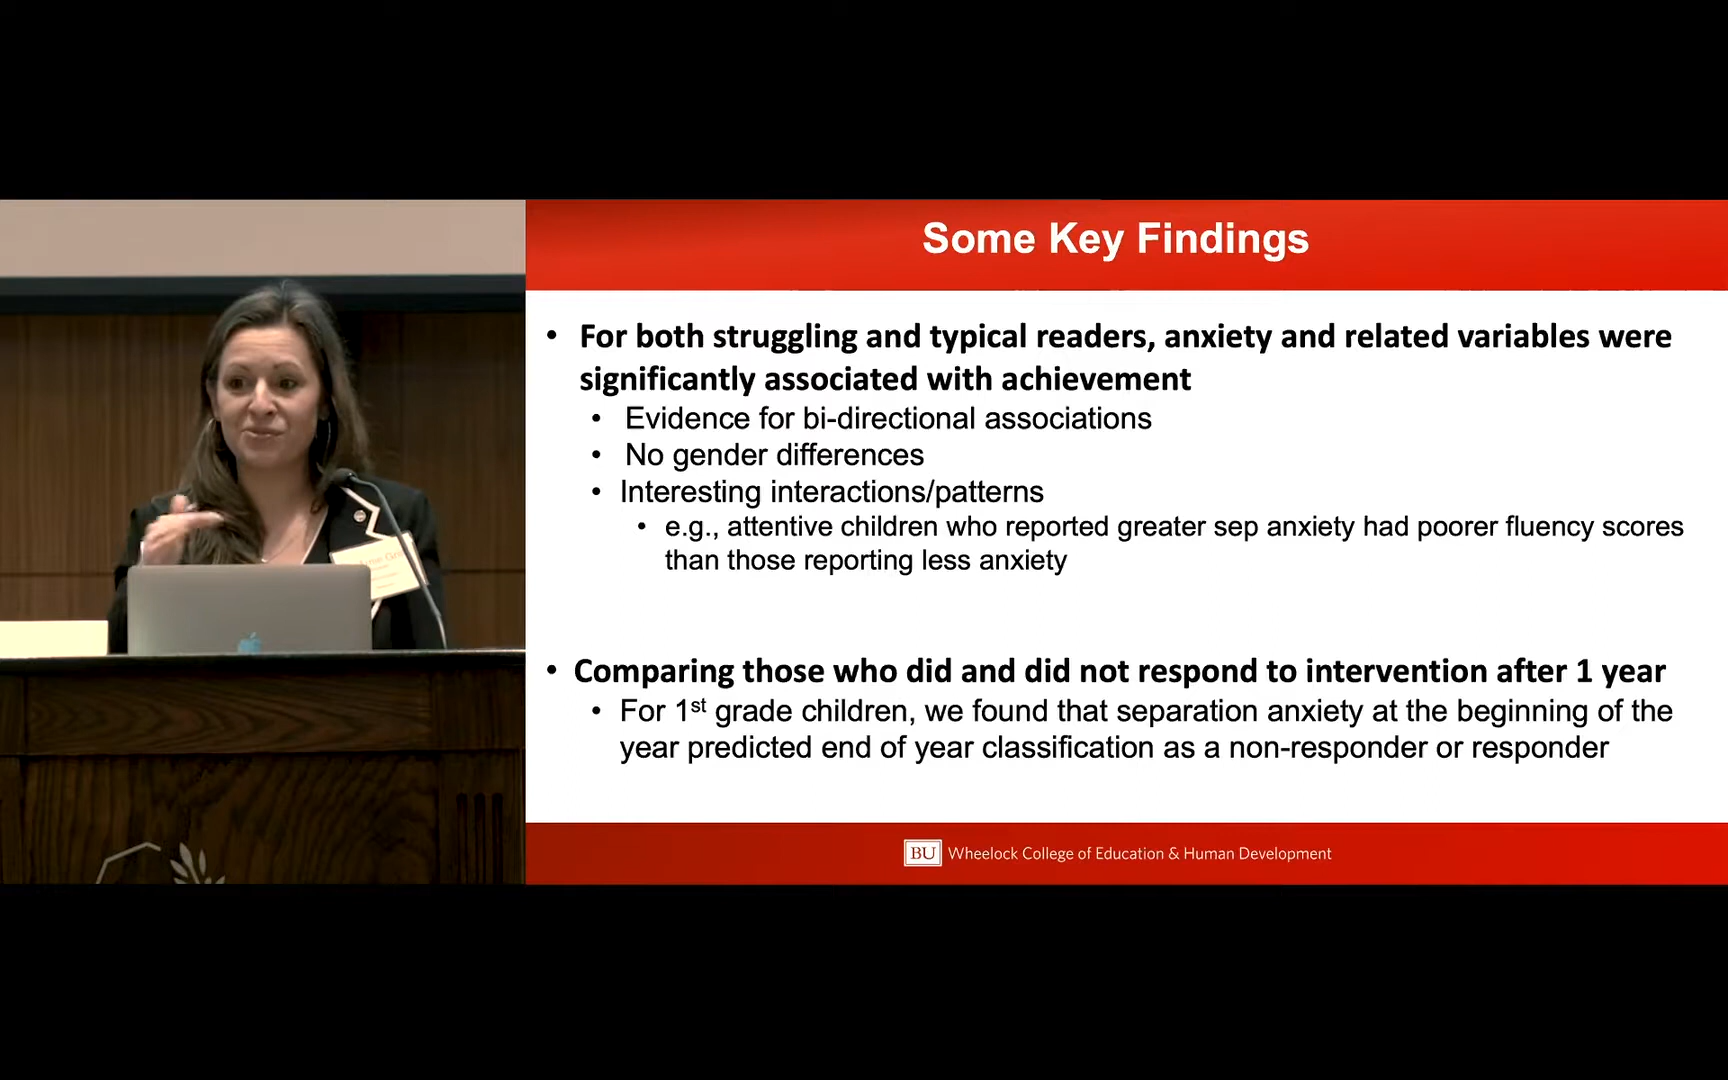 Some Key Findings
• For both struggling and typical readers, anxiety and related variables were
significantly associated with achievement
• Evidence for bi-directional associations
• No gender differences
• Interesting interactions/patterns
• e.g., attentive children who reported greater sep anxiety had poorer fluency scores
than those reporting less anxiety
• Comparing those who did and did not respond to intervention after 1 year
• For 1st grade children, we found that separation anxiety at the beginning of the
year predicted end of year classification as a non-responder or responder
BU Wheelock College of Education & Human Development